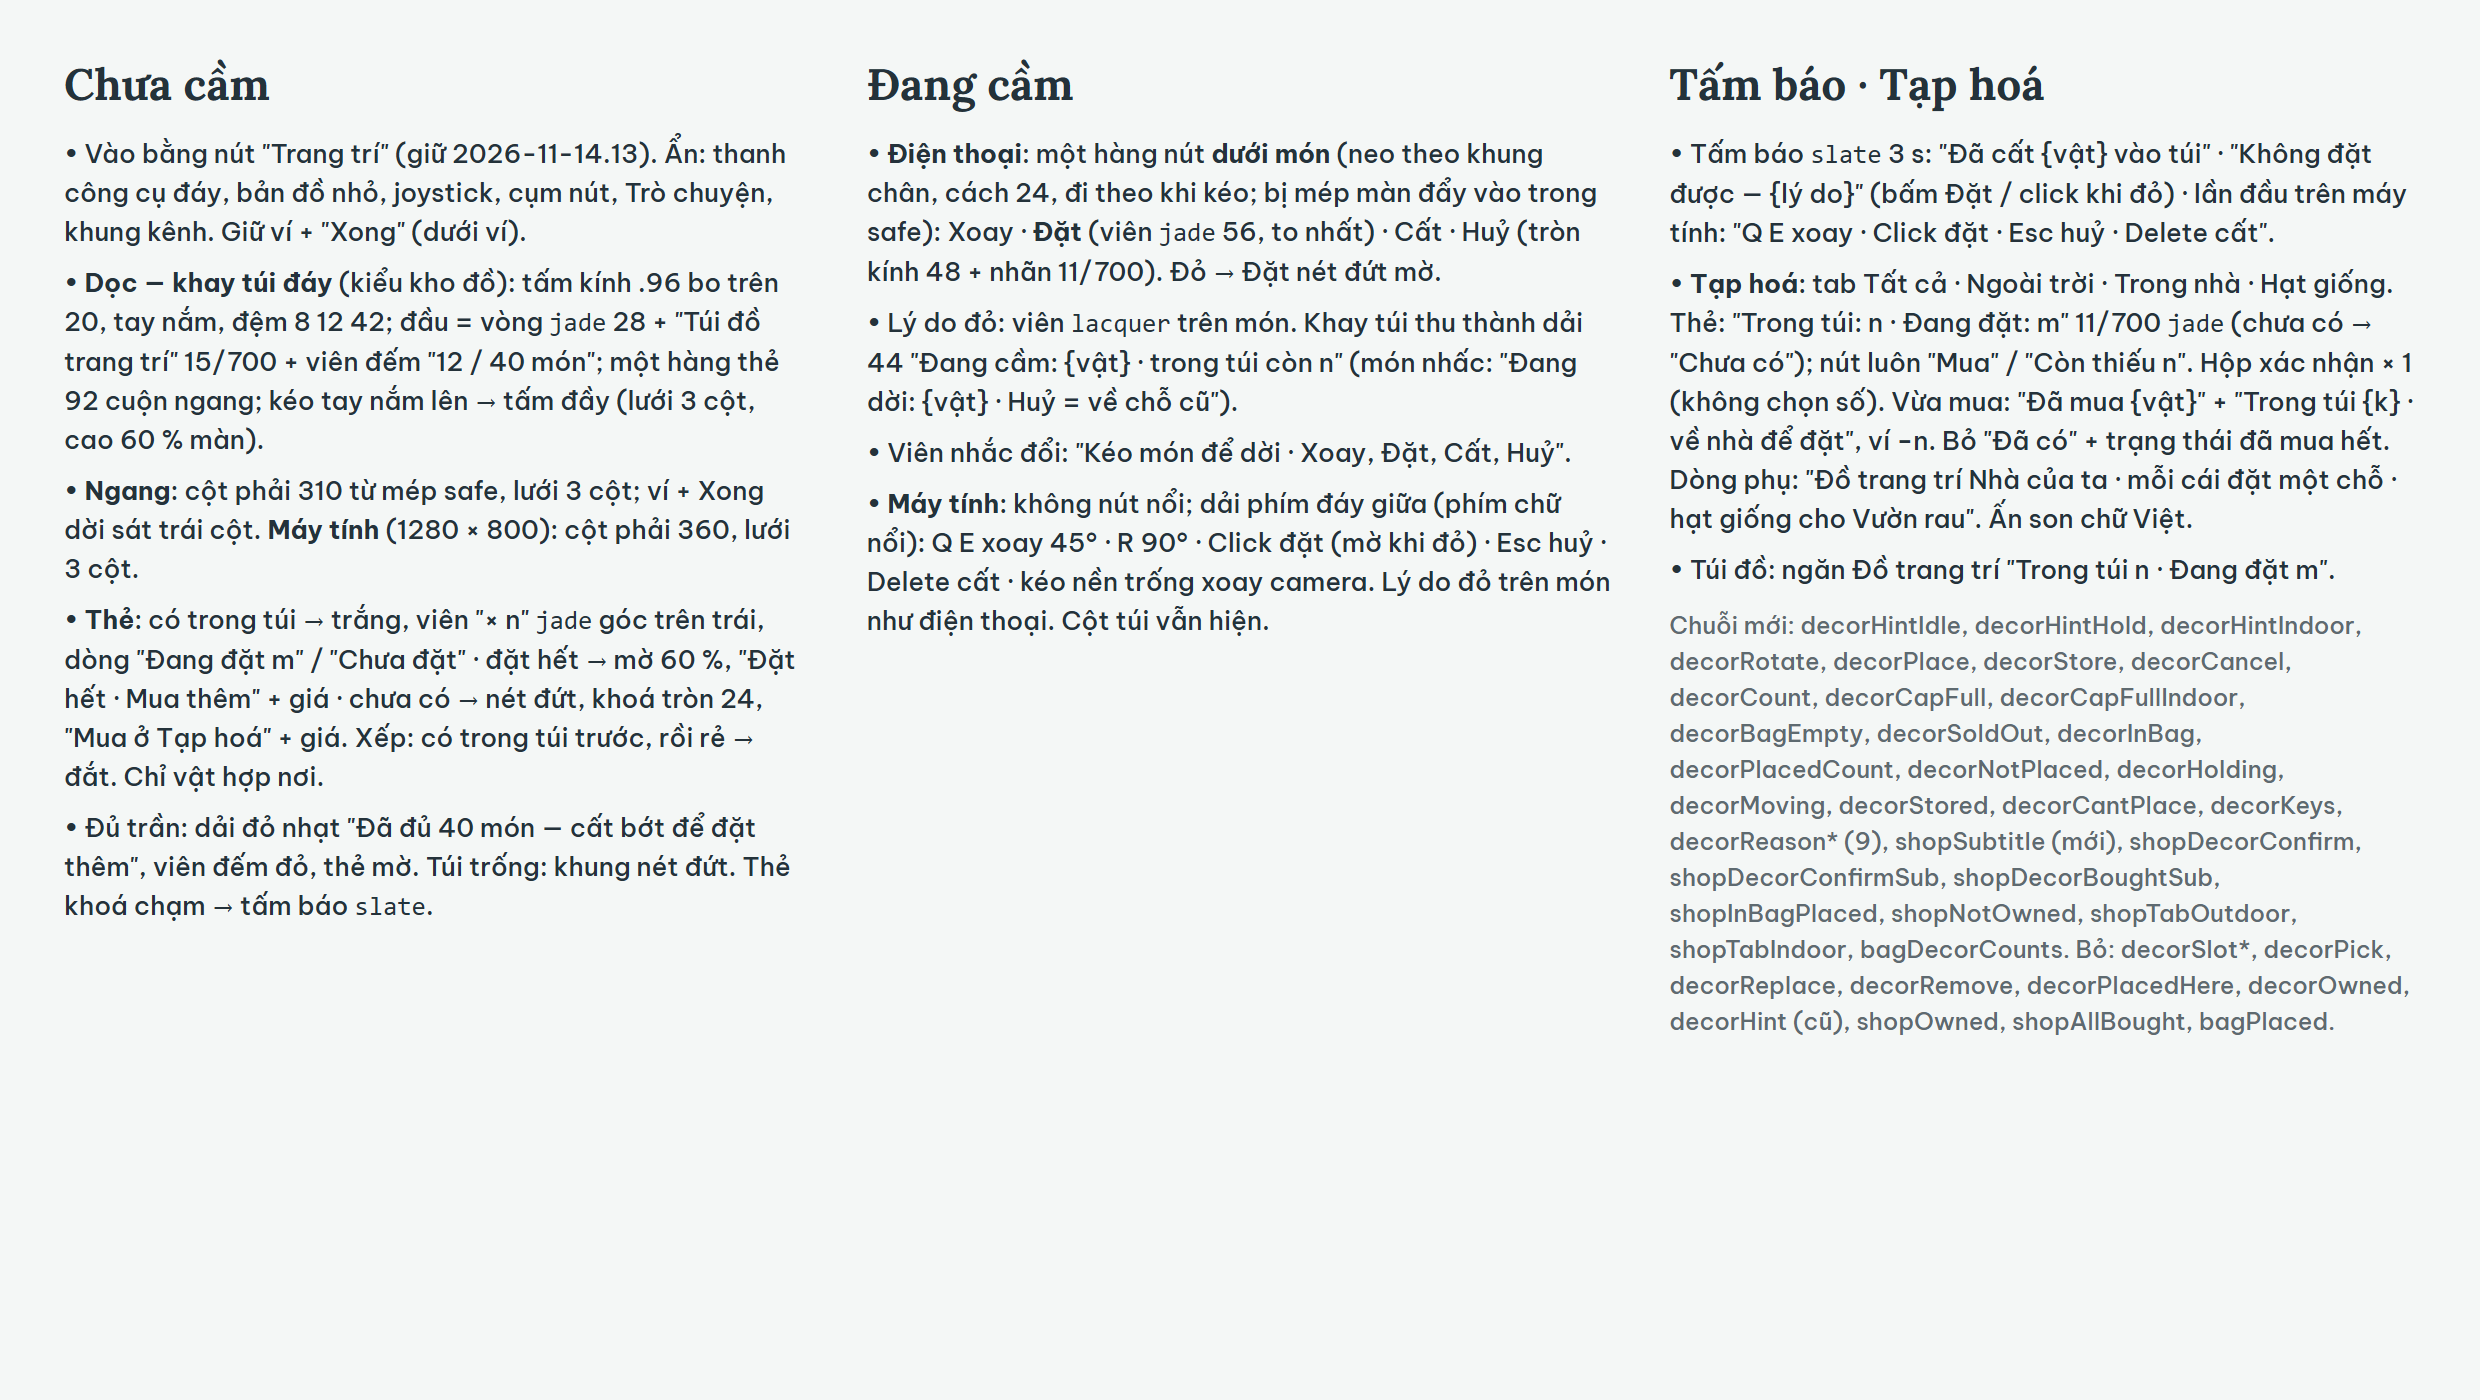 Chưa cầm
• Vào bằng nút "Trang trí" (giữ 2026-11-14.13). Ẩn: thanh
công cụ đáy, bản đồ nhỏ, joystick, cụm nút, Trò chuyện,
khung kênh. Giữ ví + "Xong" (dưới ví).
• Dọc — khay túi đáy (kiểu kho đồ): tấm kính .96 bo trên
20, tay nắm, đệm 8 12 42; đầu = vòng jade 28 + "Túi đồ
trang trí" 15/700 + viên đếm "12 / 40 món"; một hàng thẻ
92 cuộn ngang; kéo tay nắm lên → tấm đầy (lưới 3 cột,
cao 60 % màn).
• Ngang: cột phải 310 từ mép safe, lưới 3 cột; ví + Xong
dời sát trái cột. Máy tính (1280 × 800): cột phải 360, lưới
3 cột.
• Thẻ: có trong túi → trắng, viên "× n" jade góc trên trái,
dòng "Đang đặt m" / "Chưa đặt" · đặt hết → mờ 60 %, "Đặt
hết · Mua thêm" + giá · chưa có → nét đứt, khoá tròn 24,
"Mua ở Tạp hoá" + giá. Xếp: có trong túi trước, rồi rẻ →
đắt. Chỉ vật hợp nơi.
• Đủ trần: dải đỏ nhạt "Đã đủ 40 món — cất bớt để đặt
thêm", viên đếm đỏ, thẻ mờ. Túi trống: khung nét đứt. Thẻ
khoá chạm → tấm báo slate.
Đang cầm
• Điện thoại: một hàng nút dưới món (neo theo khung
chân, cách 24, đi theo khi kéo; bị mép màn đẩy vào trong
safe): Xoay · Đặt (viên jade 56, to nhất) · Cất · Huỷ (tròn
kính 48 + nhãn 11/700). Đỏ → Đặt nét đứt mờ.
• Lý do đỏ: viên lacquer trên món. Khay túi thu thành dải
44 "Đang cầm: {vật} · trong túi còn n" (món nhấc: "Đang
dời: {vật} · Huỷ = về chỗ cũ").
• Viên nhắc đổi: "Kéo món để dời · Xoay, Đặt, Cất, Huỷ".
• Máy tính: không nút nổi; dải phím đáy giữa (phím chữ
nổi): Q E xoay 45° · R 90° · Click đặt (mờ khi đỏ) · Esc huỷ ·
Delete cất · kéo nền trống xoay camera. Lý do đỏ trên món
như điện thoại. Cột túi vẫn hiện.
Tấm báo · Tạp hoá
• Tấm báo slate 3 s: "Đã cất {vật} vào túi" · "Không đặt
được — {lý do}" (bấm Đặt / click khi đỏ) · lần đầu trên máy
tính: "Q E xoay · Click đặt · Esc huỷ · Delete cất".
• Tạp hoá: tab Tất cả · Ngoài trời · Trong nhà · Hạt giống.
Thẻ: "Trong túi: n · Đang đặt: m" 11/700 jade (chưa có →
"Chưa có"); nút luôn "Mua" / "Còn thiếu n". Hộp xác nhận × 1
(không chọn số). Vừa mua: "Đã mua {vật}" + "Trong túi {k} ·
về nhà để đặt", ví −n. Bỏ "Đã có" + trạng thái đã mua hết.
Dòng phụ: "Đồ trang trí Nhà của ta · mỗi cái đặt một chỗ ·
hạt giống cho Vườn rau". Ấn son chữ Việt.
• Túi đồ: ngăn Đồ trang trí "Trong túi n · Đang đặt m".
Chuỗi mới: decorHintIdle, decorHintHold, decorHintIndoor,
decorRotate, decorPlace, decorStore, decorCancel,
decorCount, decorCapFull, decorCapFullIndoor,
decorBagEmpty, decorSoldOut, decorInBag,
decorPlacedCount, decorNotPlaced, decorHolding,
decorMoving, decorStored, decorCantPlace, decorKeys,
decorReason* (9), shopSubtitle (mới), shopDecorConfirm,
shopDecorConfirmSub, shopDecorBoughtSub,
shopInBagPlaced, shopNotOwned, shopTabOutdoor,
shopTabIndoor, bagDecorCounts. Bỏ: decorSlot*, decorPick,
decorReplace, decorRemove, decorPlacedHere, decorOwned,
decorHint (cũ), shopOwned, shopAllBought, bagPlaced.